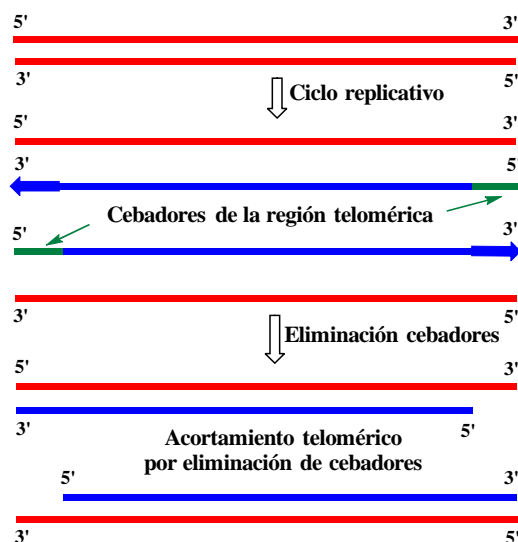 5' 3'
3' 5'
Ciclo replicativo
5' 3'
3' 5'
Cebadores de la región telomérica
5' 3'
3' 5'
Eliminación cebadores
5' 3'
3' 5'
Acortamiento telomérico
por eliminación de cebadores
5' 3'
3' 5'